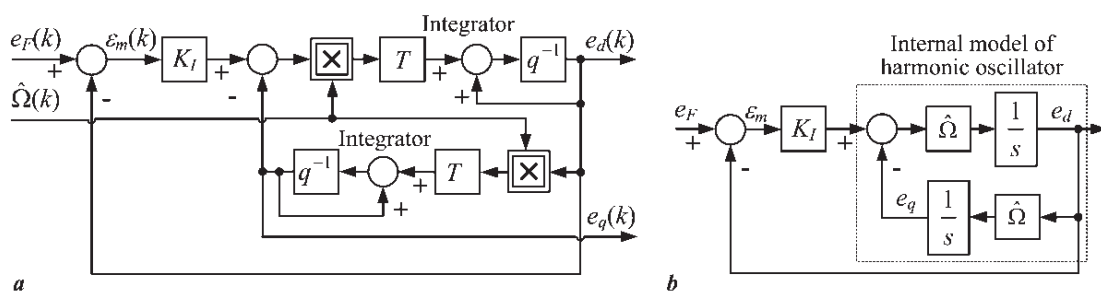 a
Integrator
e_F(k)
ε_m(k)
K_I
T
q^{-1}
e_d(k)
+
+
+
+
-
-
Ω̂(k)
Integrator
q^{-1}
T
+
+
e_q(k)
a
b
Internal model of
harmonic oscillator
e_F
ε_m
K_I
Ω̂
1
s
e_d
+
+
-
-
e_q
1
s
Ω̂
b